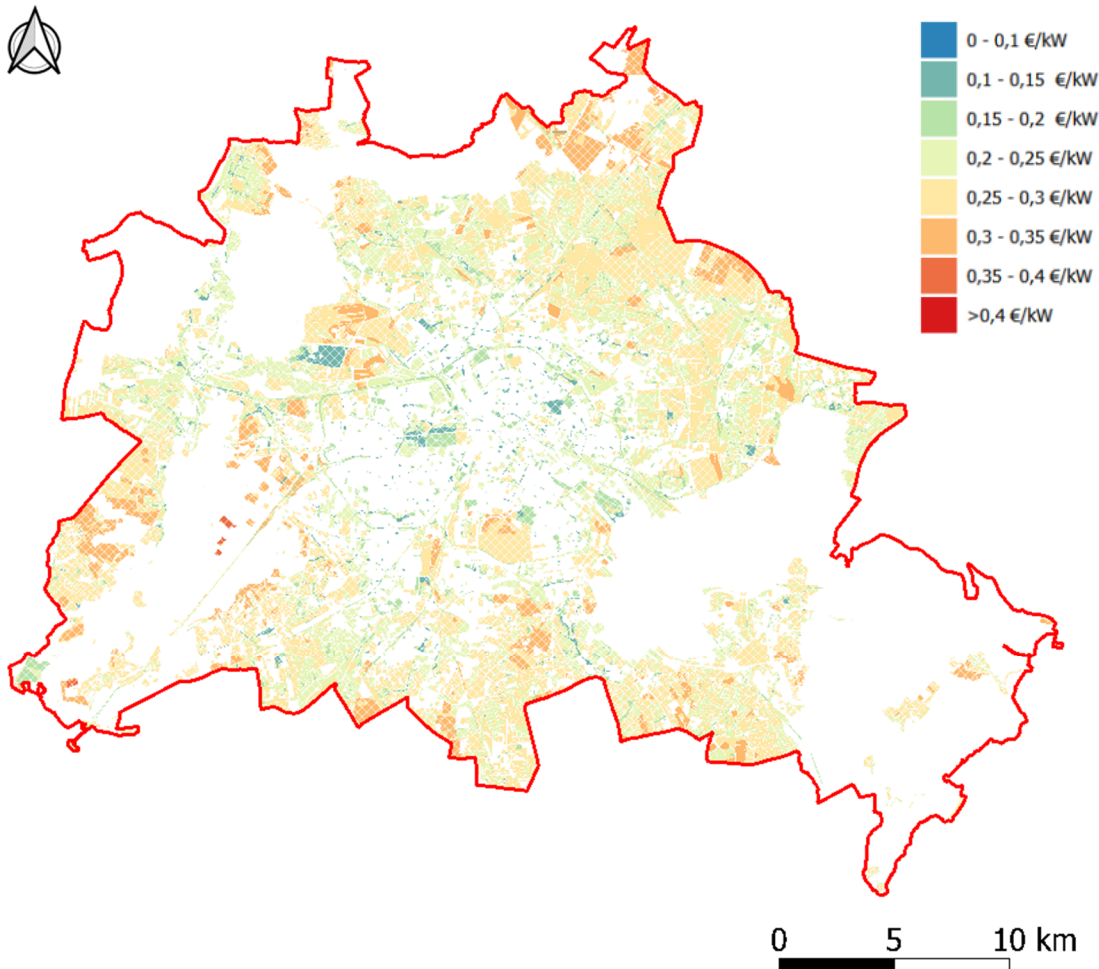 0 - 0,1 €/kW
0,1 - 0,15 €/kW
0,15 - 0,2 €/kW
0,2 - 0,25 €/kW
0,25 - 0,3 €/kW
0,3 - 0,35 €/kW
0,35 - 0,4 €/kW
>0,4 €/kW
0 5 10 km